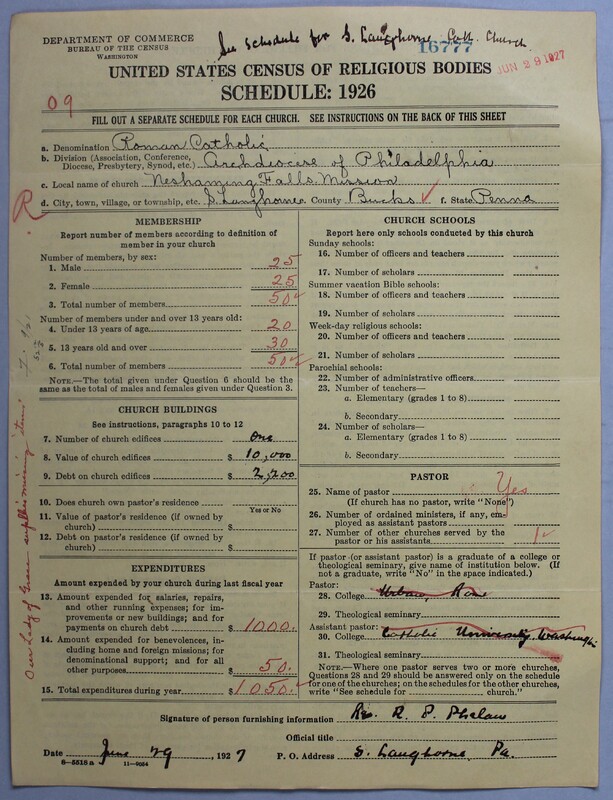 See schedule for S. Langhorne Cath. Church
DEPARTMENT OF COMMERCE
BUREAU OF THE CENSUS
WASHINGTON
16777
JUN 29 1927
UNITED STATES CENSUS OF RELIGIOUS BODIES
SCHEDULE: 1926
09
FILL OUT A SEPARATE SCHEDULE FOR EACH CHURCH. SEE INSTRUCTIONS ON THE BACK OF THIS SHEET
a. Denomination Roman Catholic
b. Division (Association, Conference, Diocese, Presbytery, Synod, etc.) Archdiocese of Philadelphia
c. Local name of church Neshaminy Falls Mission
R d. City, town, village, or township, etc. S. Langhorne County Bucks f. State Penna
MEMBERSHIP
Report number of members according to definition of
member in your church
Number of members, by sex:
1. Male 25
2. Female 25
3. Total number of members 50
Number of members under and over 13 years old:
4. Under 13 years of age 20
5. 13 years old and over 30
6. Total number of members 50
NOTE.—The total given under Question 6 should be the
same as the total of males and females given under Question 3.
CHURCH BUILDINGS
See instructions, paragraphs 10 to 12
7. Number of church edifices One
8. Value of church edifices $ 10,000
9. Debt on church edifices $ 2,200
10. Does church own pastor's residence
Yes or No
11. Value of pastor's residence (if owned by
church) $
12. Debt on pastor's residence (if owned by
church) $
EXPENDITURES
Amount expended by your church during last fiscal year
13. Amount expended for salaries, repairs,
and other running expenses; for im-
provements or new buildings; and for
payments on church debt $ 1000.
14. Amount expended for benevolences, in-
cluding home and foreign missions; for
denominational support; and for all
other purposes $ 50.
15. Total expenditures during year $ 1050.
Our Lady of Grace supplies missing items
CHURCH SCHOOLS
Report here only schools conducted by this church
Sunday schools:
16. Number of officers and teachers
17. Number of scholars
Summer vacation Bible schools:
18. Number of officers and teachers
19. Number of scholars
Week-day religious schools:
20. Number of officers and teachers
21. Number of scholars
Parochial schools:
22. Number of administrative officers
23. Number of teachers—
a. Elementary (grades 1 to 8)
b. Secondary
24. Number of scholars—
a. Elementary (grades 1 to 8)
b. Secondary
PASTOR
25. Name of pastor Yes
(If church has no pastor, write "None")
26. Number of ordained ministers, if any, em-
ployed as assistant pastors
27. Number of other churches served by the
pastor or his assistants 1
If pastor (or assistant pastor) is a graduate of a college or
theological seminary, give name of institution below. (If
not a graduate, write "No" in the space indicated.)
Pastor:
28. College Urban, Rome
29. Theological seminary
Assistant pastor:
30. College Catholic University, Washington
31. Theological seminary
NOTE.—Where one pastor serves two or more churches,
Questions 28 and 29 should be answered only on the schedule
for one of the churches; on the schedules for the other churches,
write "See schedule for church."
Signature of person furnishing information Rev. R. P. Phelan
Official title
Date June 29 1927 P. O. Address S. Langhorne, Pa.
8—5518a 11—9054